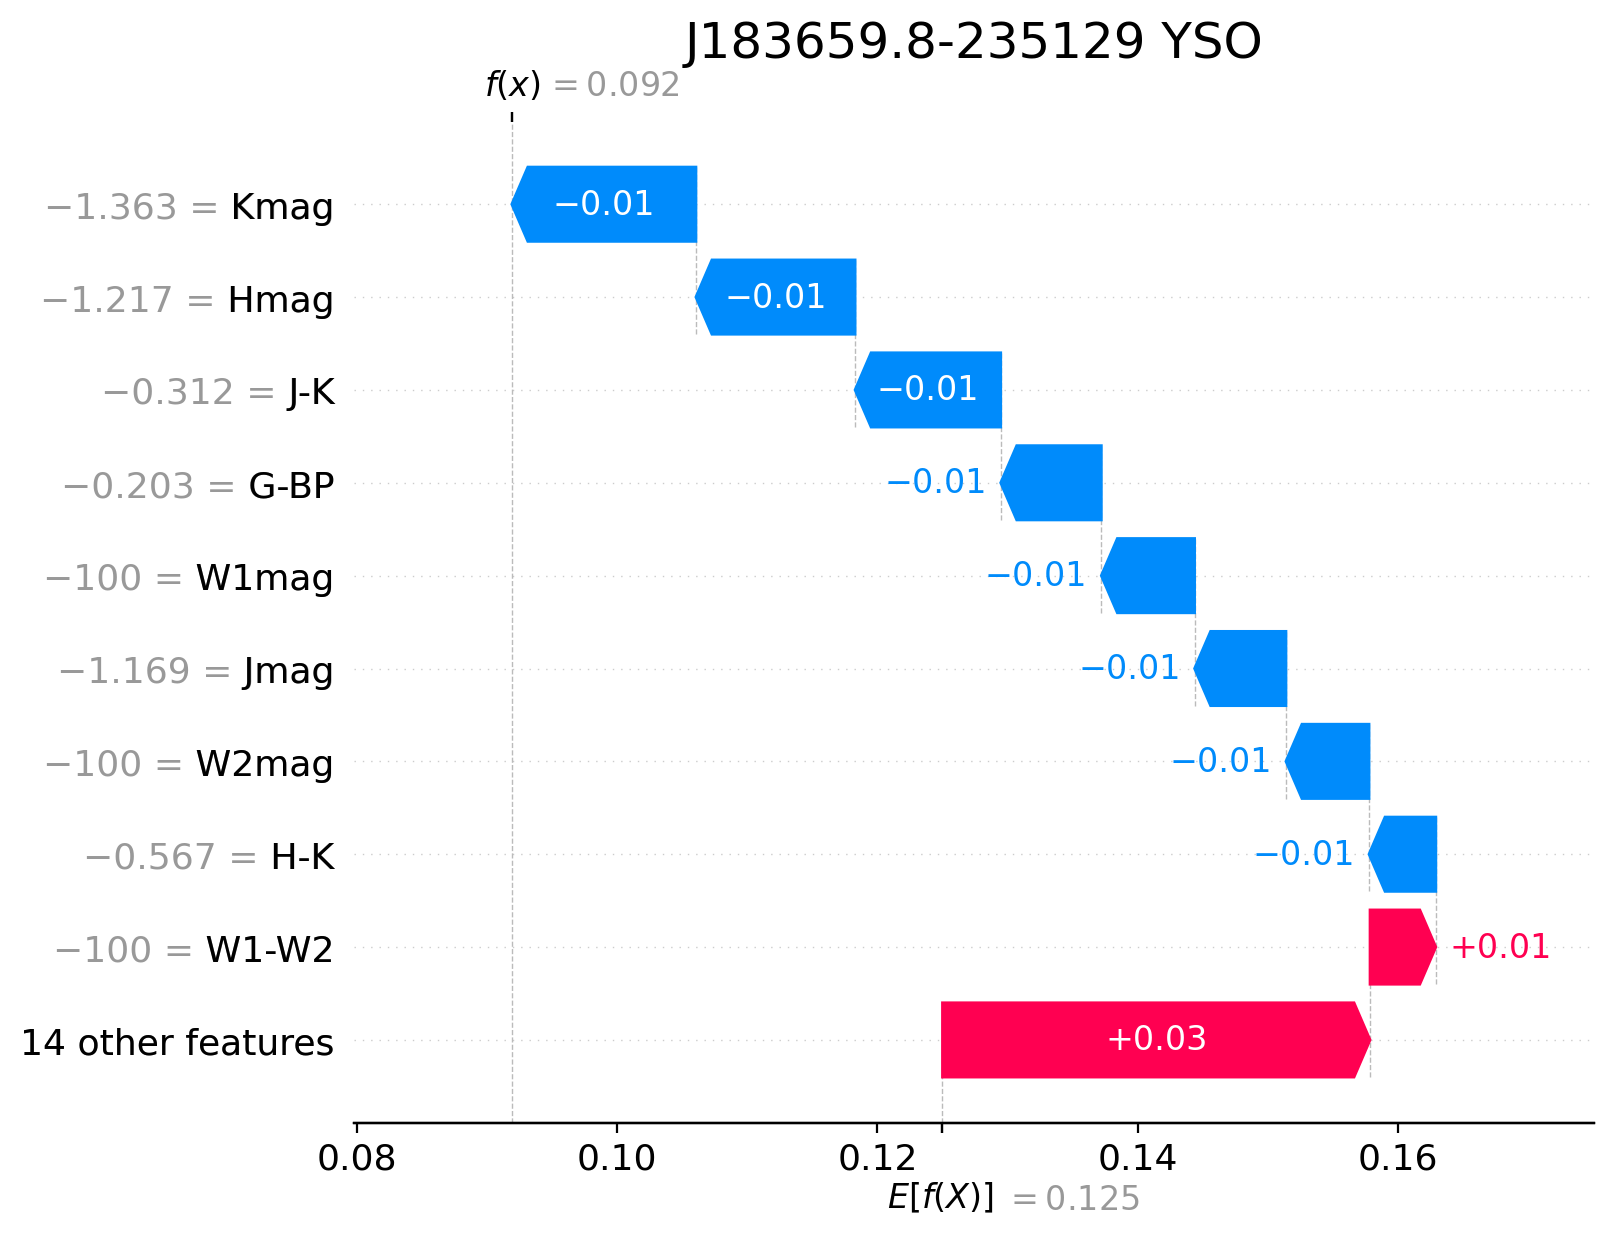 J183659.8-235129 YSO
f(x) = 0.092
−1.363 = Kmag −0.01
−1.217 = Hmag −0.01
−0.312 = J-K −0.01
−0.203 = G-BP −0.01
−100 = W1mag −0.01
−1.169 = Jmag −0.01
−100 = W2mag −0.01
−0.567 = H-K −0.01
−100 = W1-W2 +0.01
14 other features +0.03
0.08 0.10 0.12 0.14 0.16
E[f(X)] = 0.125